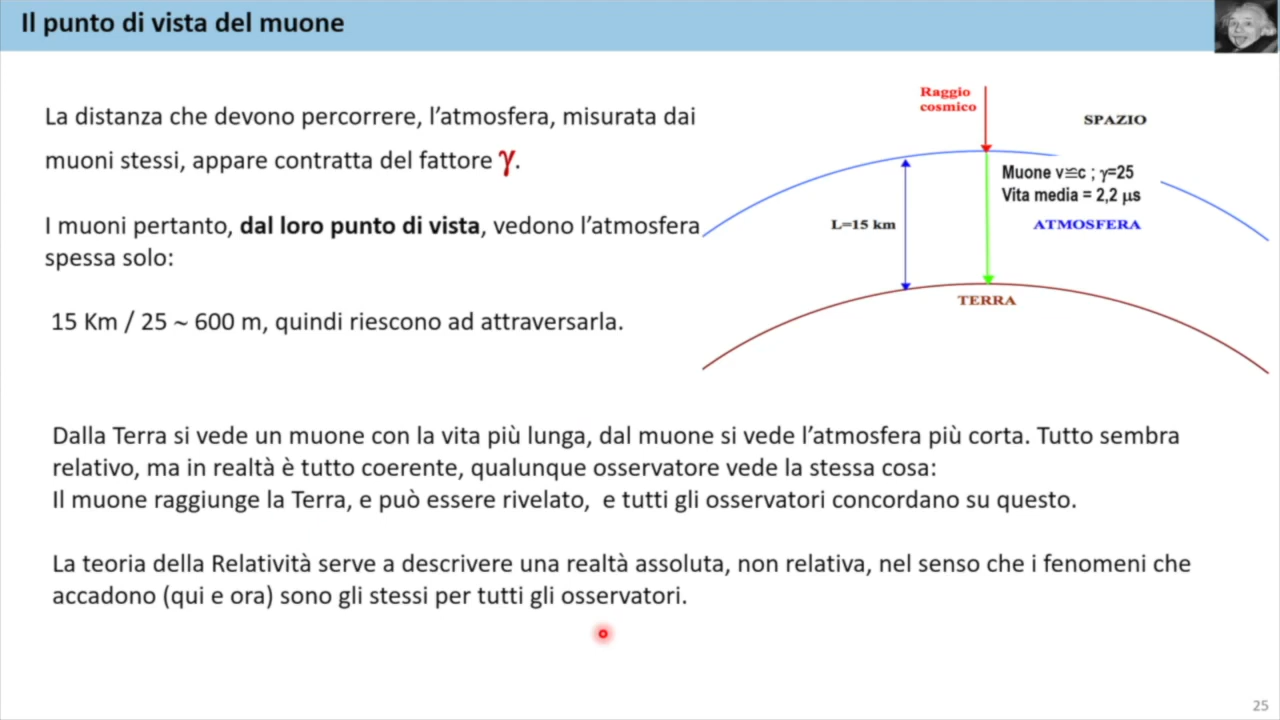 Il punto di vista del muone
La distanza che devono percorrere, l’atmosfera, misurata dai
muoni stessi, appare contratta del fattore γ.
I muoni pertanto, dal loro punto di vista, vedono l’atmosfera
spessa solo:
15 Km / 25 ~ 600 m, quindi riescono ad attraversarla.
Raggio
cosmico
SPAZIO
Muone v≅c ; γ=25
Vita media = 2,2 μs
L=15 km
ATMOSFERA
TERRA
Dalla Terra si vede un muone con la vita più lunga, dal muone si vede l’atmosfera più corta. Tutto sembra
relativo, ma in realtà è tutto coerente, qualunque osservatore vede la stessa cosa:
Il muone raggiunge la Terra, e può essere rivelato, e tutti gli osservatori concordano su questo.
La teoria della Relatività serve a descrivere una realtà assoluta, non relativa, nel senso che i fenomeni che
accadono (qui e ora) sono gli stessi per tutti gli osservatori.
25